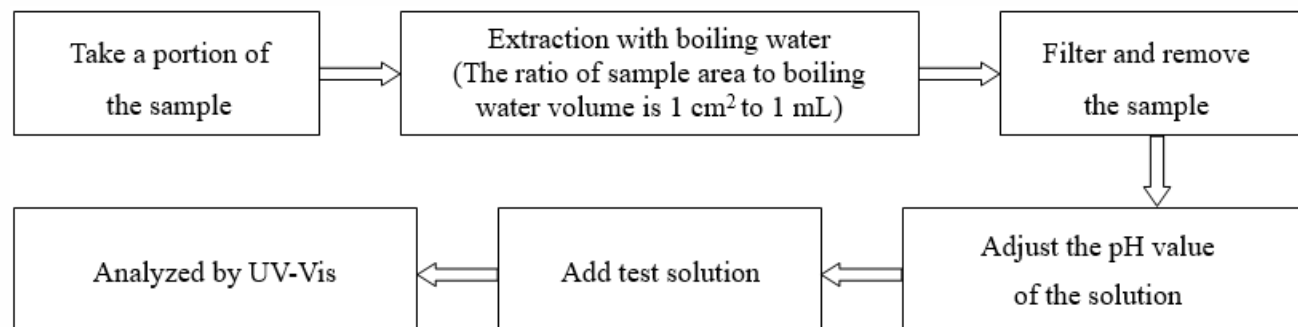 Take a portion of
the sample
Extraction with boiling water
(The ratio of sample area to boiling
water volume is 1 cm² to 1 mL)
Filter and remove
the sample
Adjust the pH value
of the solution
Add test solution
Analyzed by UV-Vis